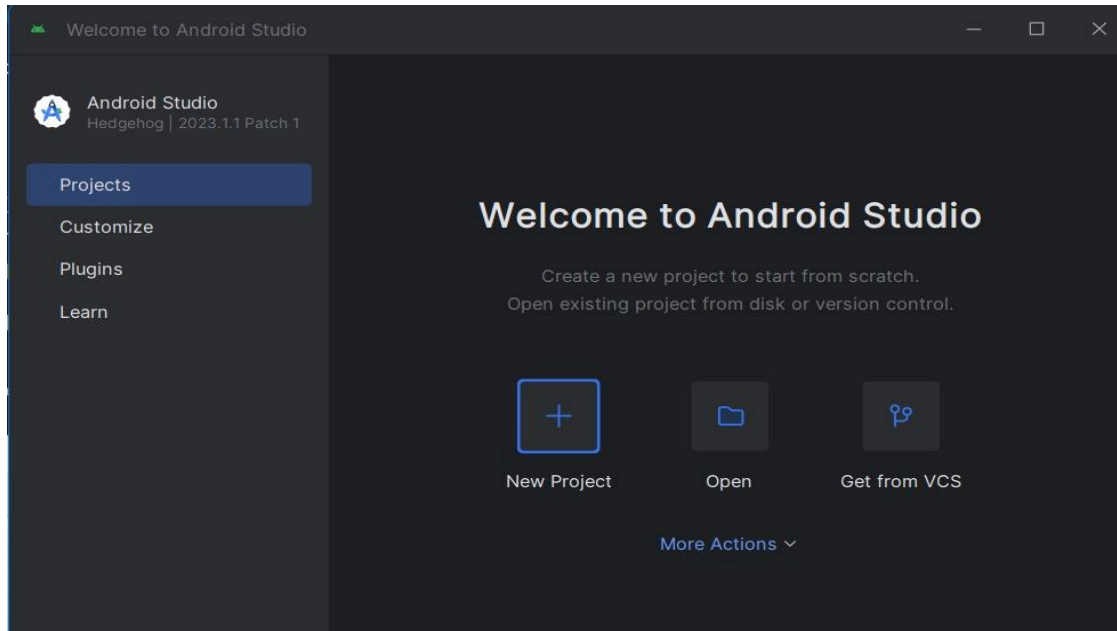 Welcome to Android Studio
Android Studio
Hedgehog | 2023.1.1 Patch 1
Projects
Customize
Plugins
Learn
Welcome to Android Studio
Create a new project to start from scratch.
Open existing project from disk or version control.
New Project
Open
Get from VCS
More Actions